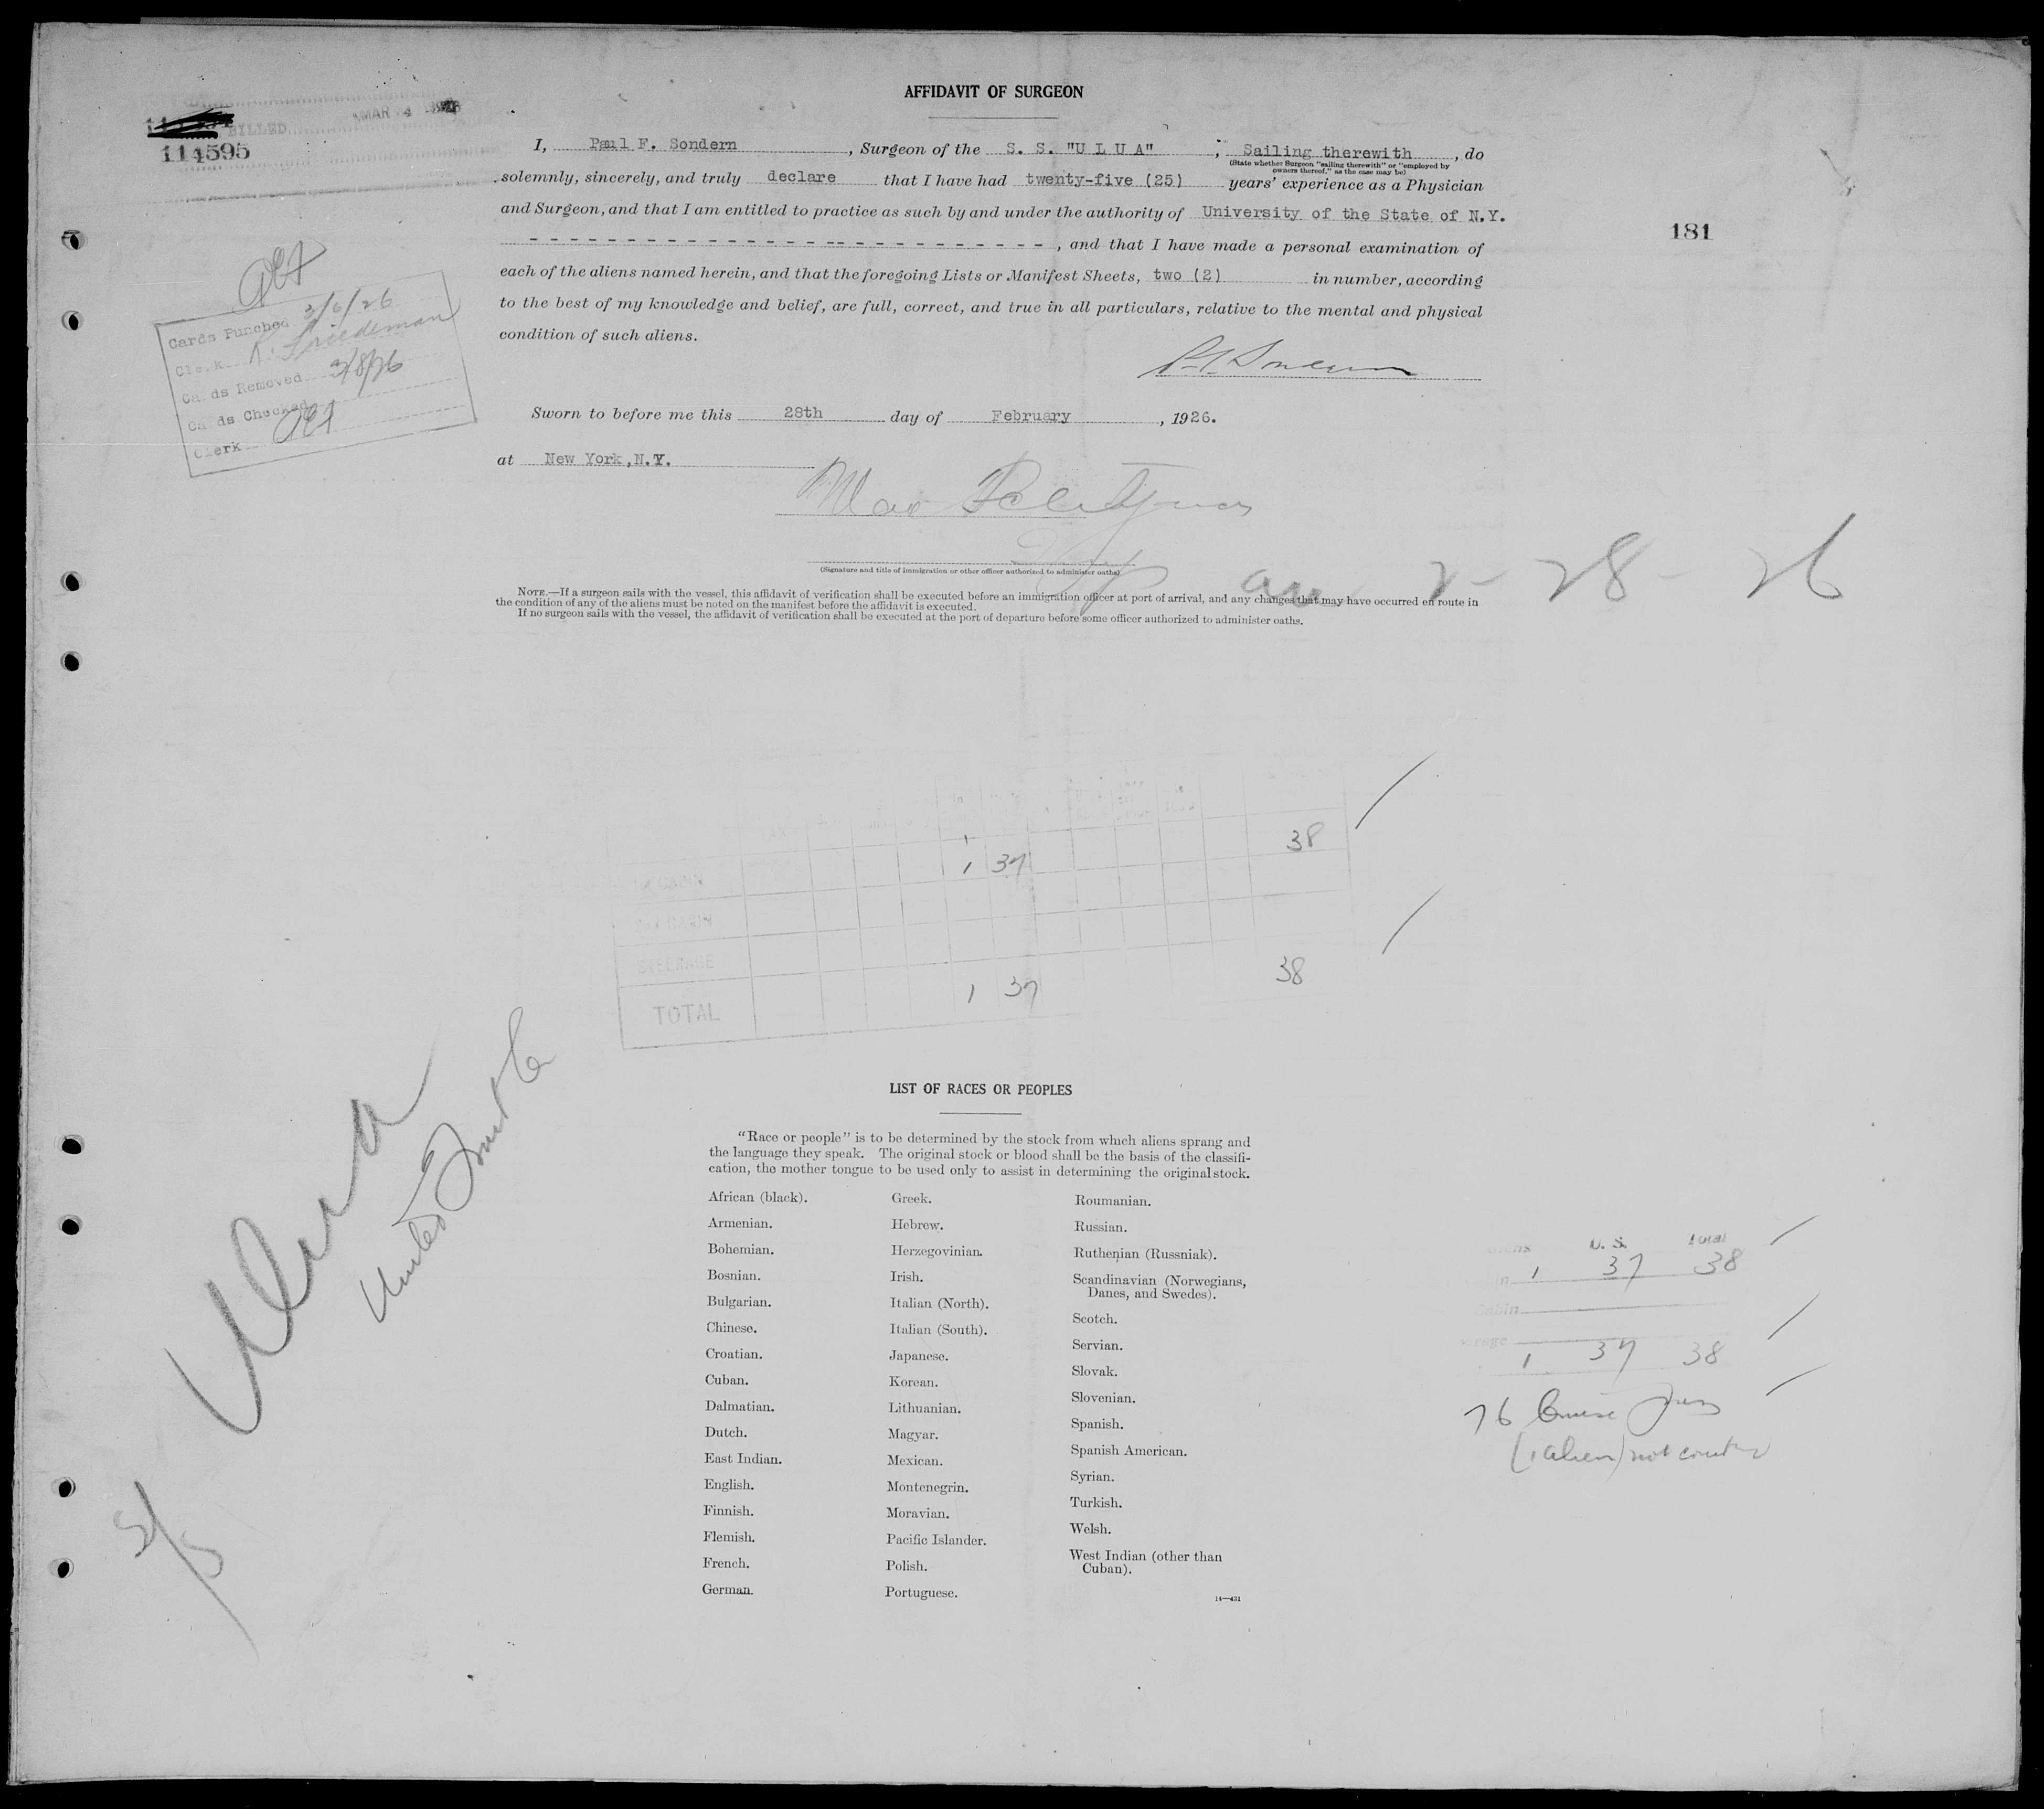 AFFIDAVIT OF SURGEON
BILLED MAR 4
114595
I, Paul F. Sondern, Surgeon of the S. S. "U L U A", Sailing therewith, do
(State whether Surgeon "sailing therewith" or "employed by
owners thereof," as the case may be)
solemnly, sincerely, and truly declare that I have had twenty-five (25) years' experience as a Physician
and Surgeon, and that I am entitled to practice as such by and under the authority of University of the State of N.Y.
181
- - - - - - - - - - - - - - - - - - - - - - - - - - -, and that I have made a personal examination of
each of the aliens named herein, and that the foregoing Lists or Manifest Sheets, two (2) in number, according
to the best of my knowledge and belief, are full, correct, and true in all particulars, relative to the mental and physical
condition of such aliens.
Cards Punched 3/6/26
Clerk R. Friedeman
Cards Removed 3/8/26
Cards Checked
Clerk
Sworn to before me this 28th day of February, 1926.
at New York, N.Y.
(Signature and title of immigration or other officer authorized to administer oaths)
2-28-26
NOTE.—If a surgeon sails with the vessel, this affidavit of verification shall be executed before an immigration officer at port of arrival, and any changes that may have occurred en route in
the condition of any of the aliens must be noted on the manifest before the affidavit is executed.
If no surgeon sails with the vessel, the affidavit of verification shall be executed at the port of departure before some officer authorized to administer oaths.
1 37 38
STEERAGE
TOTAL 1 37 38
Ulua
United Fruit Co
LIST OF RACES OR PEOPLES
"Race or people" is to be determined by the stock from which aliens sprang and
the language they speak. The original stock or blood shall be the basis of the classifi-
cation, the mother tongue to be used only to assist in determining the original stock.
African (black).
Armenian.
Bohemian.
Bosnian.
Bulgarian.
Chinese.
Croatian.
Cuban.
Dalmatian.
Dutch.
East Indian.
English.
Finnish.
Flemish.
French.
German.
Greek.
Hebrew.
Herzegovinian.
Irish.
Italian (North).
Italian (South).
Japanese.
Korean.
Lithuanian.
Magyar.
Mexican.
Montenegrin.
Moravian.
Pacific Islander.
Polish.
Portuguese.
Roumanian.
Russian.
Ruthenian (Russniak).
Scandinavian (Norwegians,
Danes, and Swedes).
Scotch.
Servian.
Slovak.
Slovenian.
Spanish.
Spanish American.
Syrian.
Turkish.
Welsh.
West Indian (other than
Cuban).
14—431
U. S. Total
1 37 38
1 37 38
76 Cruise
(1 alien) not